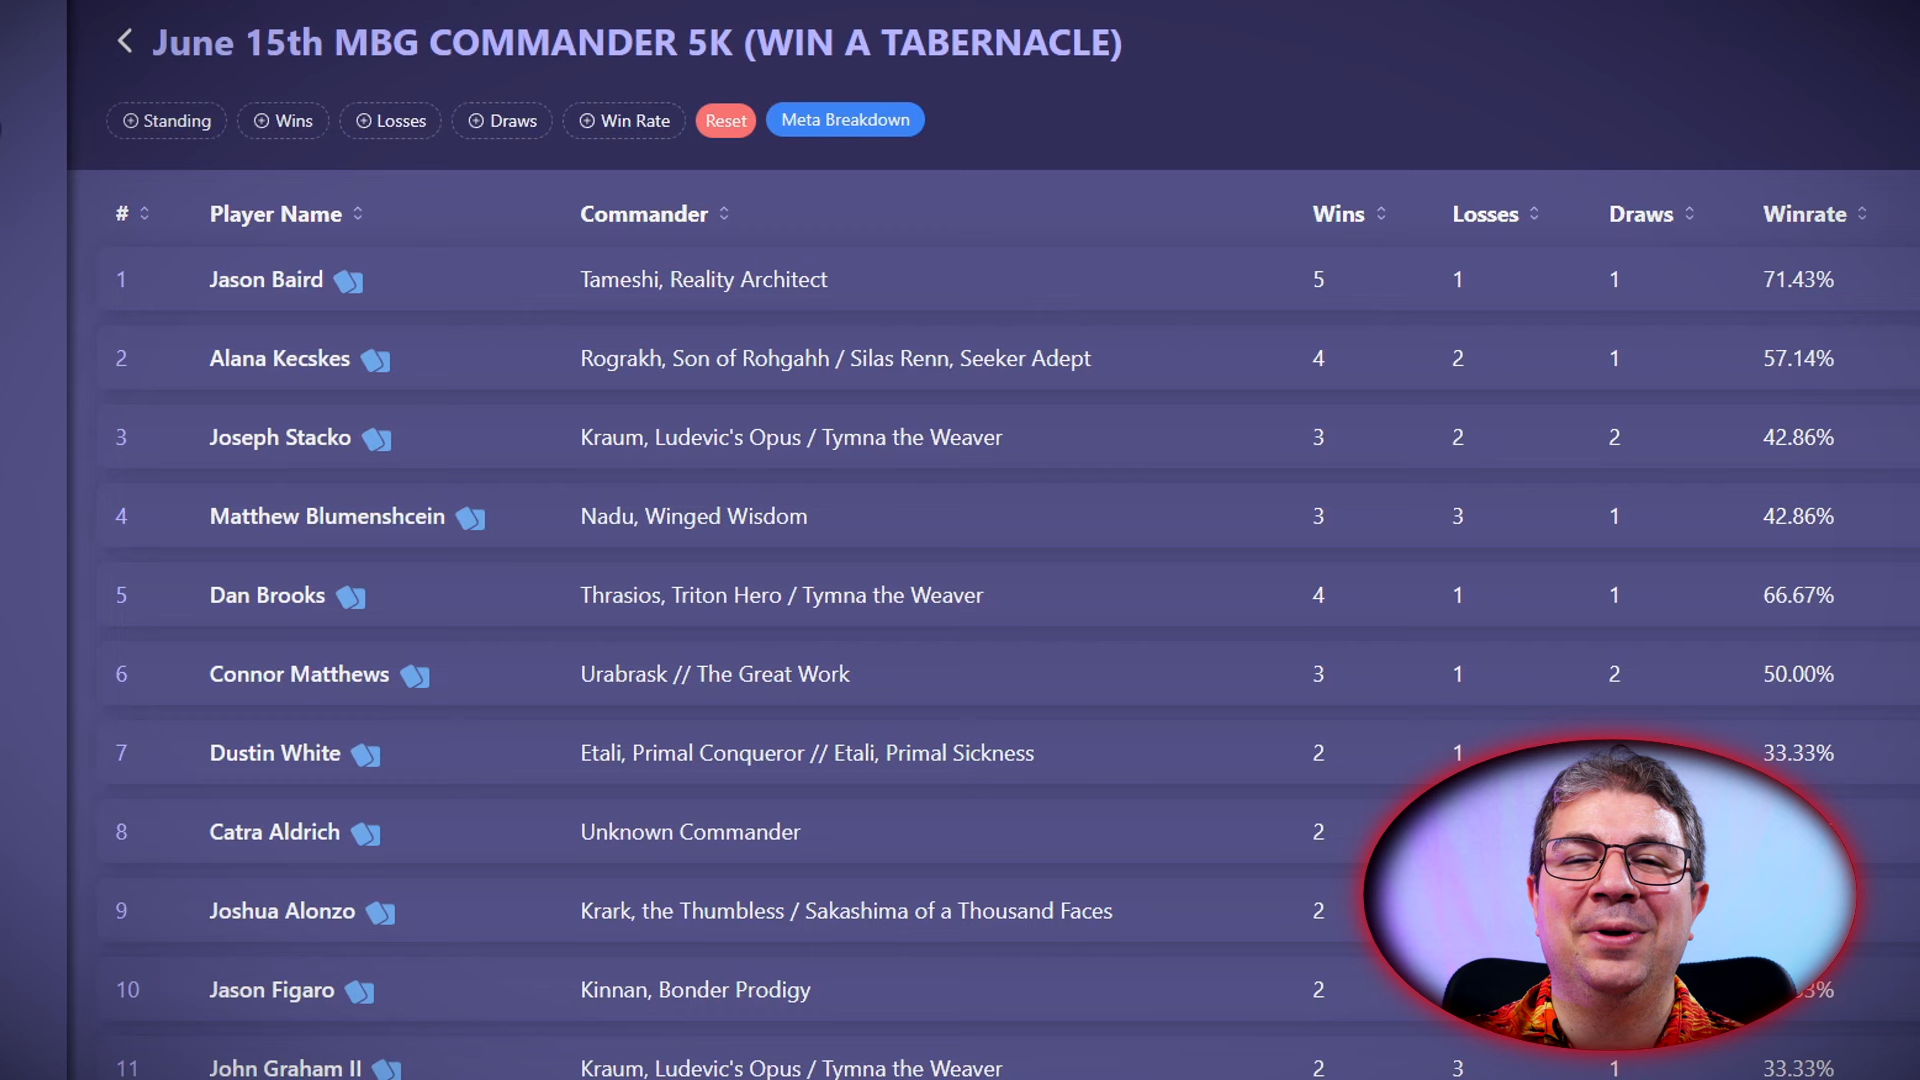 June 15th MBG COMMANDER 5K (WIN A TABERNACLE)
Standing Wins Losses Draws Win Rate Reset Meta Breakdown
# Player Name Commander Wins Losses Draws Winrate
1 Jason Baird Tameshi, Reality Architect 5 1 1 71.43%
2 Alana Kecskes Rograkh, Son of Rohgahh / Silas Renn, Seeker Adept 4 2 1 57.14%
3 Joseph Stacko Kraum, Ludevic's Opus / Tymna the Weaver 3 2 2 42.86%
4 Matthew Blumenshcein Nadu, Winged Wisdom 3 3 1 42.86%
5 Dan Brooks Thrasios, Triton Hero / Tymna the Weaver 4 1 1 66.67%
6 Connor Matthews Urabrask // The Great Work 3 1 2 50.00%
7 Dustin White Etali, Primal Conqueror // Etali, Primal Sickness 2 1 33.33%
8 Catra Aldrich Unknown Commander 2
9 Joshua Alonzo Krark, the Thumbless / Sakashima of a Thousand Faces 2
10 Jason Figaro Kinnan, Bonder Prodigy 2
11 John Graham II Kraum, Ludevic's Opus / Tymna the Weaver 2 3 1 33.33%